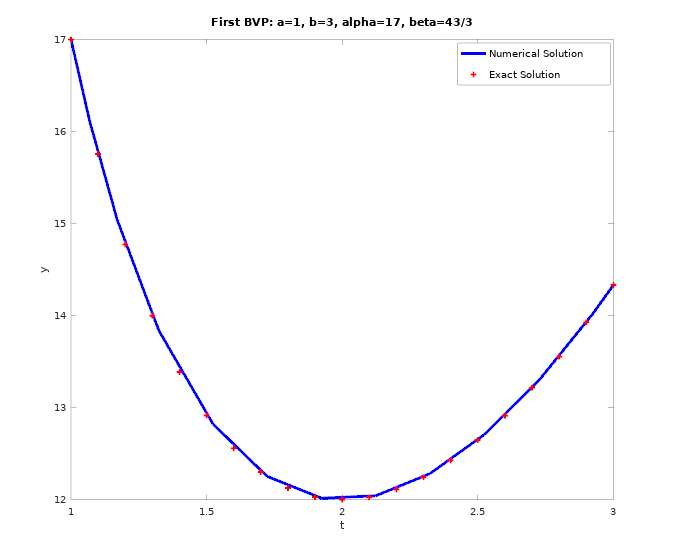 First BVP: a=1, b=3, alpha=17, beta=43/3
Numerical Solution
Exact Solution
17
16
15
14
13
12
y
1
1.5
2
2.5
3
t